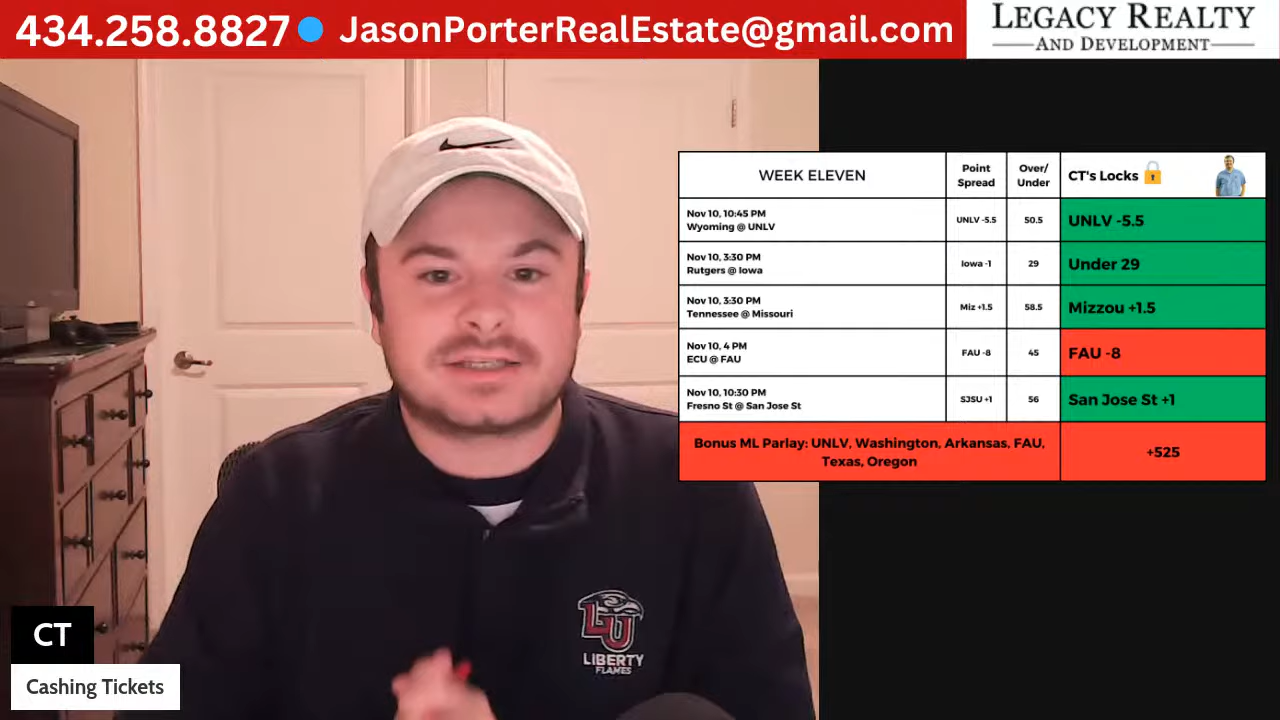 434.258.8827 JasonPorterRealEstate@gmail.com
LEGACY REALTY
AND DEVELOPMENT
WEEK ELEVEN
Point
Spread
Over/
Under
CT's Locks
Nov 10, 10:45 PM
Wyoming @ UNLV
UNLV -5.5
50.5
UNLV -5.5
Nov 10, 3:30 PM
Rutgers @ Iowa
Iowa -1
29
Under 29
Nov 10, 3:30 PM
Tennessee @ Missouri
Miz +1.5
58.5
Mizzou +1.5
Nov 10, 4 PM
ECU @ FAU
FAU -8
45
FAU -8
Nov 10, 10:30 PM
Fresno St @ San Jose St
SJSU +1
56
San Jose St +1
Bonus ML Parlay: UNLV, Washington, Arkansas, FAU,
Texas, Oregon
+525
LU
LIBERTY
FLAMES
CT
Cashing Tickets